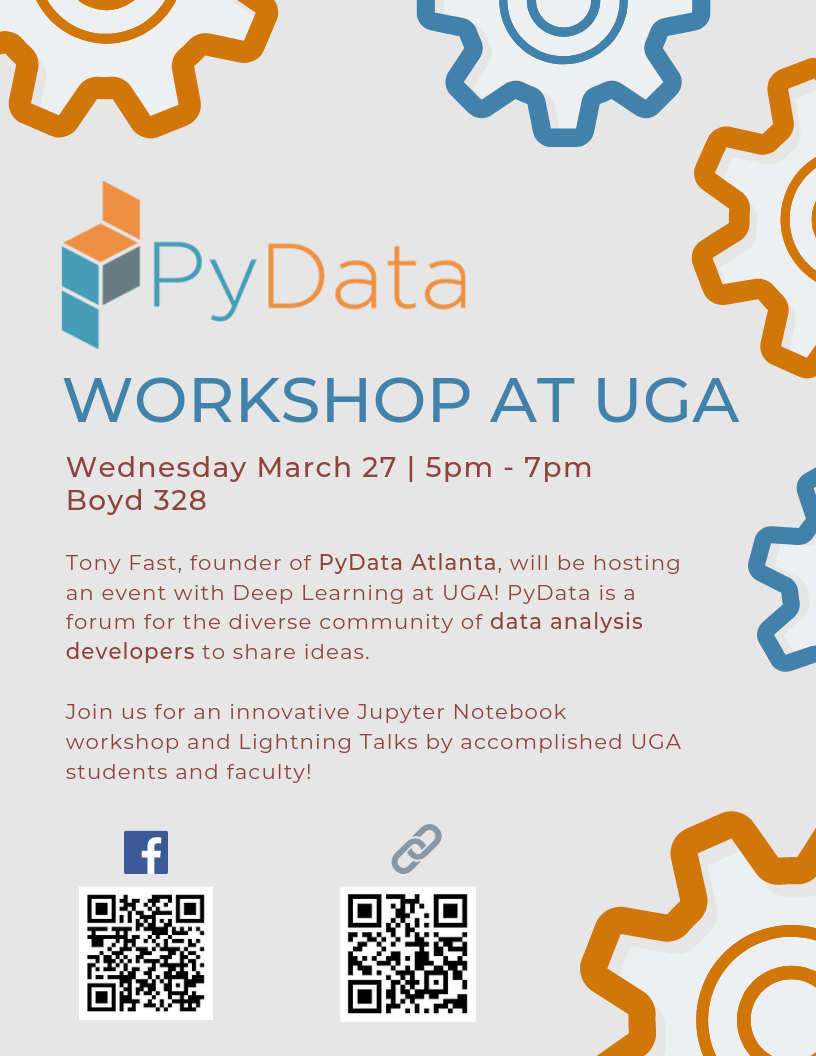 PyData
WORKSHOP AT UGA
Wednesday March 27 | 5pm - 7pm
Boyd 328
Tony Fast, founder of PyData Atlanta, will be hosting
an event with Deep Learning at UGA! PyData is a
forum for the diverse community of data analysis
developers to share ideas.
Join us for an innovative Jupyter Notebook
workshop and Lightning Talks by accomplished UGA
students and faculty!